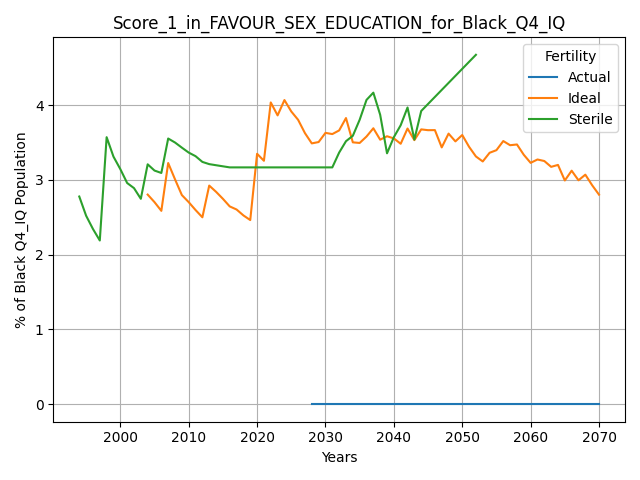 Score_1_in_FAVOUR_SEX_EDUCATION_for_Black_Q4_IQ
Fertility
Actual
Ideal
Sterile
% of Black Q4_IQ Population
4
3
2
1
0
2000 2010 2020 2030 2040 2050 2060 2070
Years